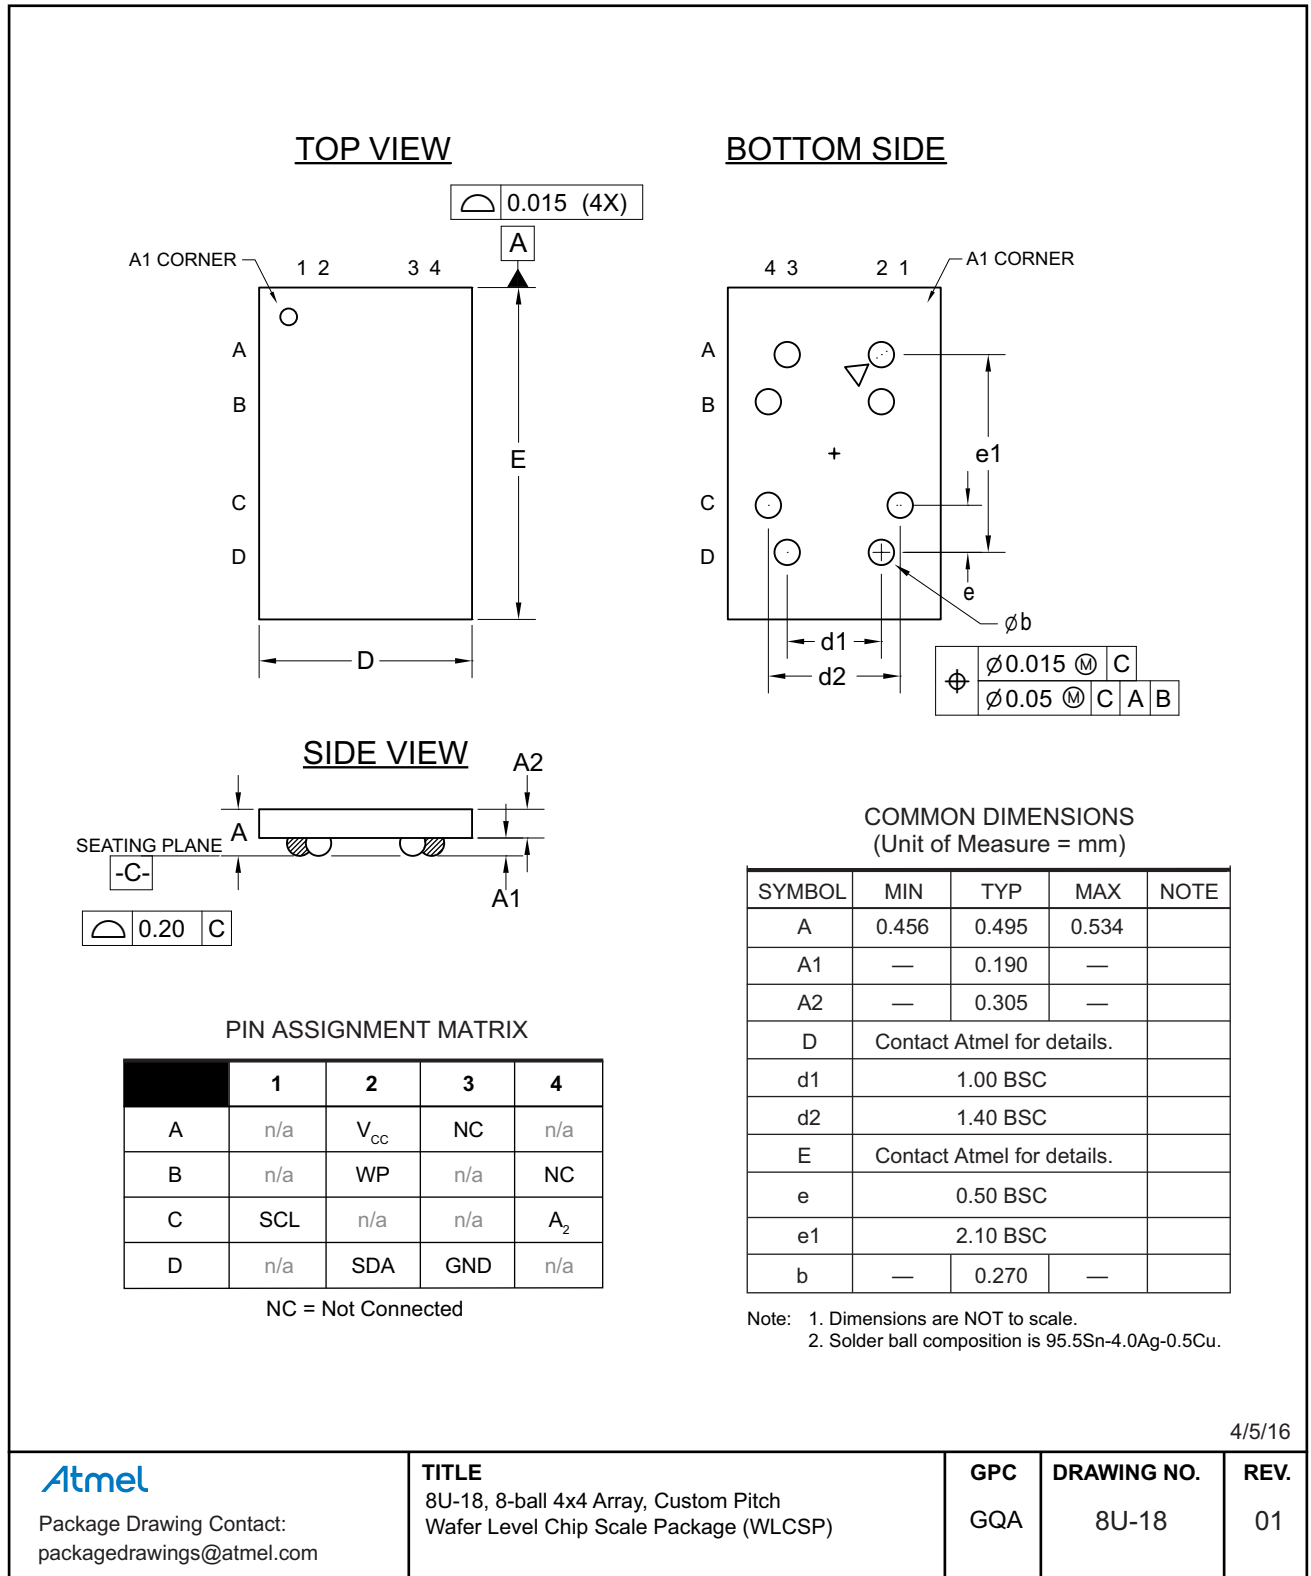 TOP VIEW
BOTTOM SIDE
0.015 (4X)
A
A1 CORNER
1 2 3 4
A
B
C
D
E
D
4 3 2 1
A1 CORNER
A
B
C
D
e1
e
d1
d2
⌀b
⌀0.015 Ⓜ C
⌀0.05 Ⓜ C A B
SIDE VIEW
A2
A
SEATING PLANE
-C-
A1
0.20 C
COMMON DIMENSIONS
(Unit of Measure = mm)
SYMBOL MIN TYP MAX NOTE
A 0.456 0.495 0.534
A1 — 0.190 —
A2 — 0.305 —
D Contact Atmel for details.
d1 1.00 BSC
d2 1.40 BSC
E Contact Atmel for details.
e 0.50 BSC
e1 2.10 BSC
b — 0.270 —
Note: 1. Dimensions are NOT to scale.
2. Solder ball composition is 95.5Sn-4.0Ag-0.5Cu.
PIN ASSIGNMENT MATRIX
1 2 3 4
A n/a VCC NC n/a
B n/a WP n/a NC
C SCL n/a n/a A2
D n/a SDA GND n/a
NC = Not Connected
4/5/16
Atmel
Package Drawing Contact:
packagedrawings@atmel.com
TITLE
8U-18, 8-ball 4x4 Array, Custom Pitch
Wafer Level Chip Scale Package (WLCSP)
GPC
GQA
DRAWING NO.
8U-18
REV.
01